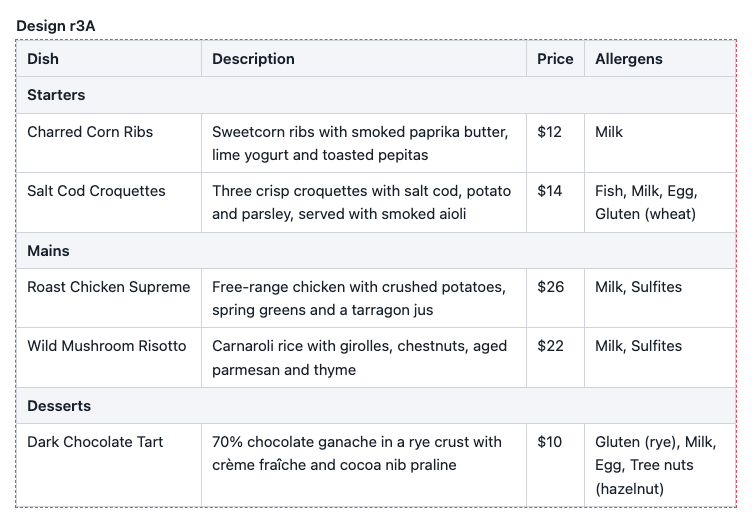 Design r3A
Dish Description Price Allergens
Starters
Charred Corn Ribs Sweetcorn ribs with smoked paprika butter, $12 Milk
lime yogurt and toasted pepitas
Salt Cod Croquettes Three crisp croquettes with salt cod, potato $14 Fish, Milk, Egg,
and parsley, served with smoked aioli Gluten (wheat)
Mains
Roast Chicken Supreme Free-range chicken with crushed potatoes, $26 Milk, Sulfites
spring greens and a tarragon jus
Wild Mushroom Risotto Carnaroli rice with girolles, chestnuts, aged $22 Milk, Sulfites
parmesan and thyme
Desserts
Dark Chocolate Tart 70% chocolate ganache in a rye crust with $10 Gluten (rye), Milk,
crème fraîche and cocoa nib praline Egg, Tree nuts
(hazelnut)